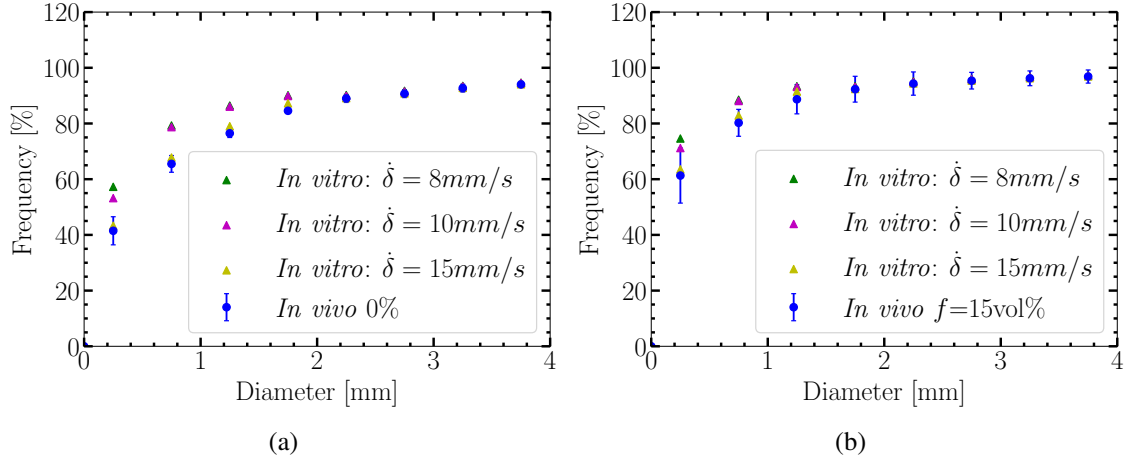 120
100
80
60
40
20
0
Frequency [%]
In vitro: δ̇ = 8mm/s
In vitro: δ̇ = 10mm/s
In vitro: δ̇ = 15mm/s
In vivo 0%
0 1 2 3 4
Diameter [mm]
(a)
120
100
80
60
40
20
0
Frequency [%]
In vitro: δ̇ = 8mm/s
In vitro: δ̇ = 10mm/s
In vitro: δ̇ = 15mm/s
In vivo f=15vol%
0 1 2 3 4
Diameter [mm]
(b)